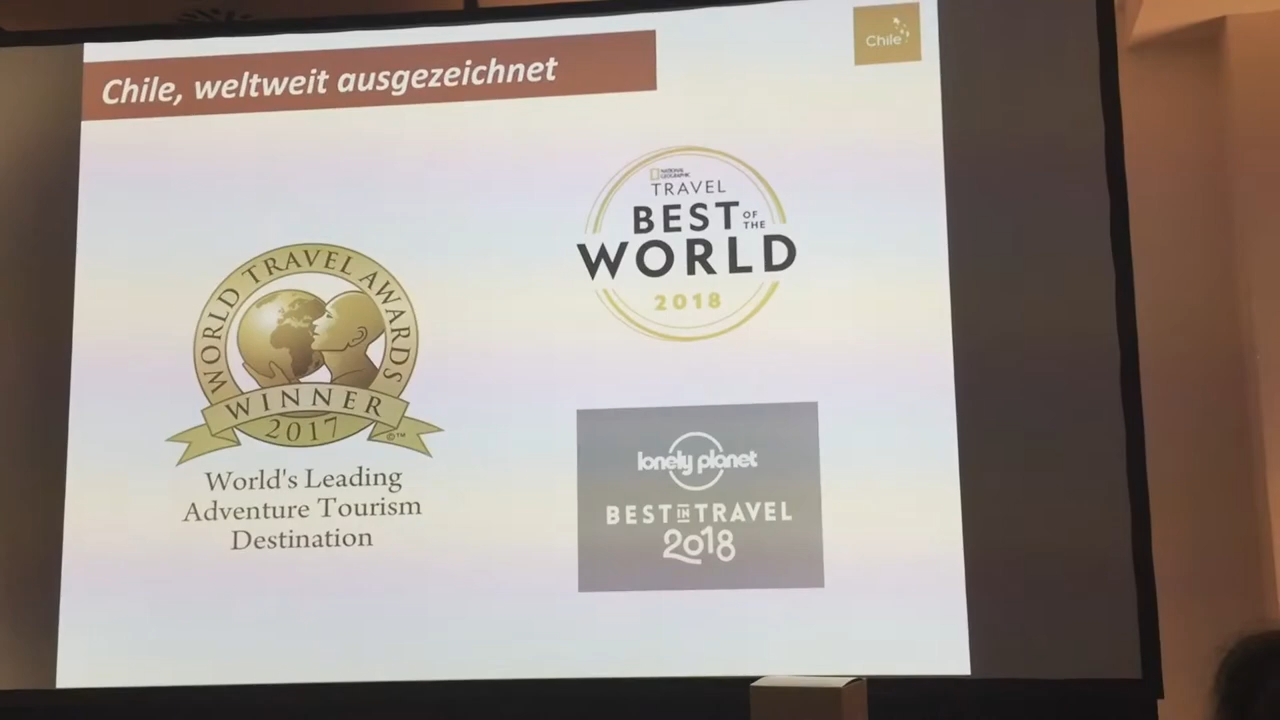 Chile, weltweit ausgezeichnet
Chile
WORLD TRAVEL AWARDS
WINNER
2017
©™
World's Leading
Adventure Tourism
Destination
NATIONAL
GEOGRAPHIC
TRAVEL
BEST OF THE
WORLD
2018
lonely planet
BEST IN TRAVEL
2018